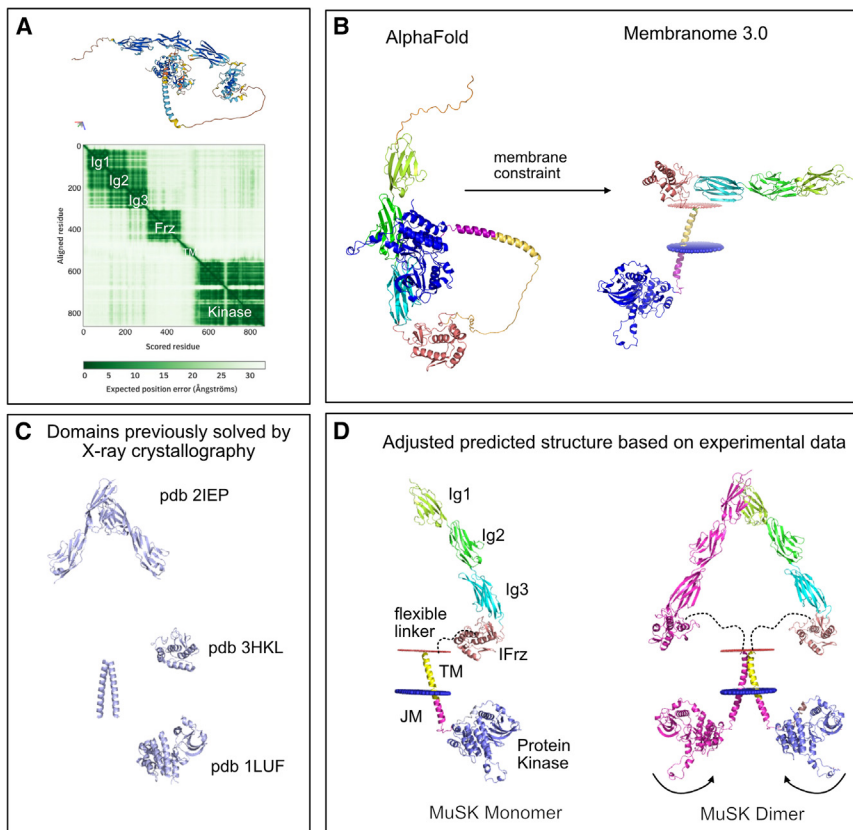 A
0
200
400
600
800
Aligned residue
Ig1
Ig2
Ig3
Frz
TM
Kinase
0
200
400
600
800
Scored residue
0
5
10
15
20
25
30
Expected position error (Ångströms)
B
AlphaFold
Membranome 3.0
membrane
constraint
C
Domains previously solved by
X-ray crystallography
pdb 2IEP
pdb 3HKL
pdb 1LUF
D
Adjusted predicted structure based on experimental data
Ig1
Ig2
Ig3
flexible
linker
IFrz
TM
JM
Protein
Kinase
MuSK Monomer
MuSK Dimer